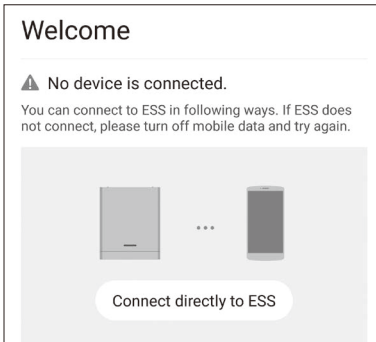 Welcome
No device is connected.
You can connect to ESS in following ways. If ESS does
not connect, please turn off mobile data and try again.
Connect directly to ESS